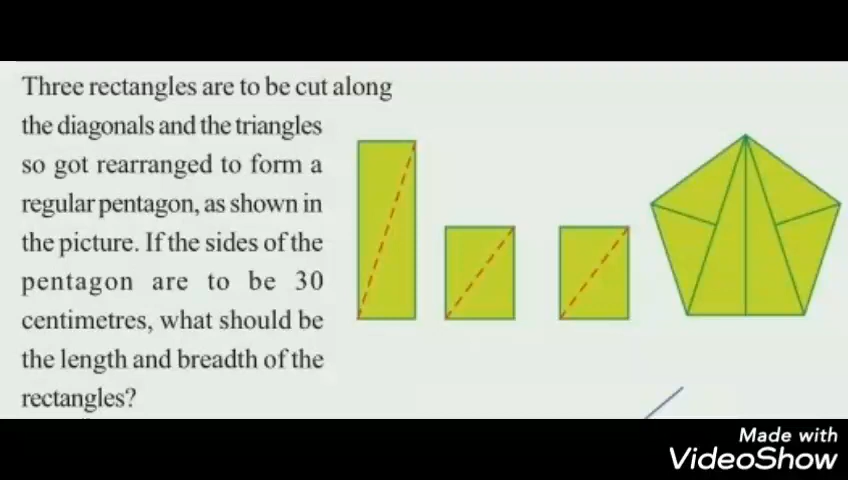 Three rectangles are to be cut along
the diagonals and the triangles
so got rearranged to form a
regular pentagon, as shown in
the picture. If the sides of the
pentagon are to be 30
centimetres, what should be
the length and breadth of the
rectangles?
Made with
VideoShow